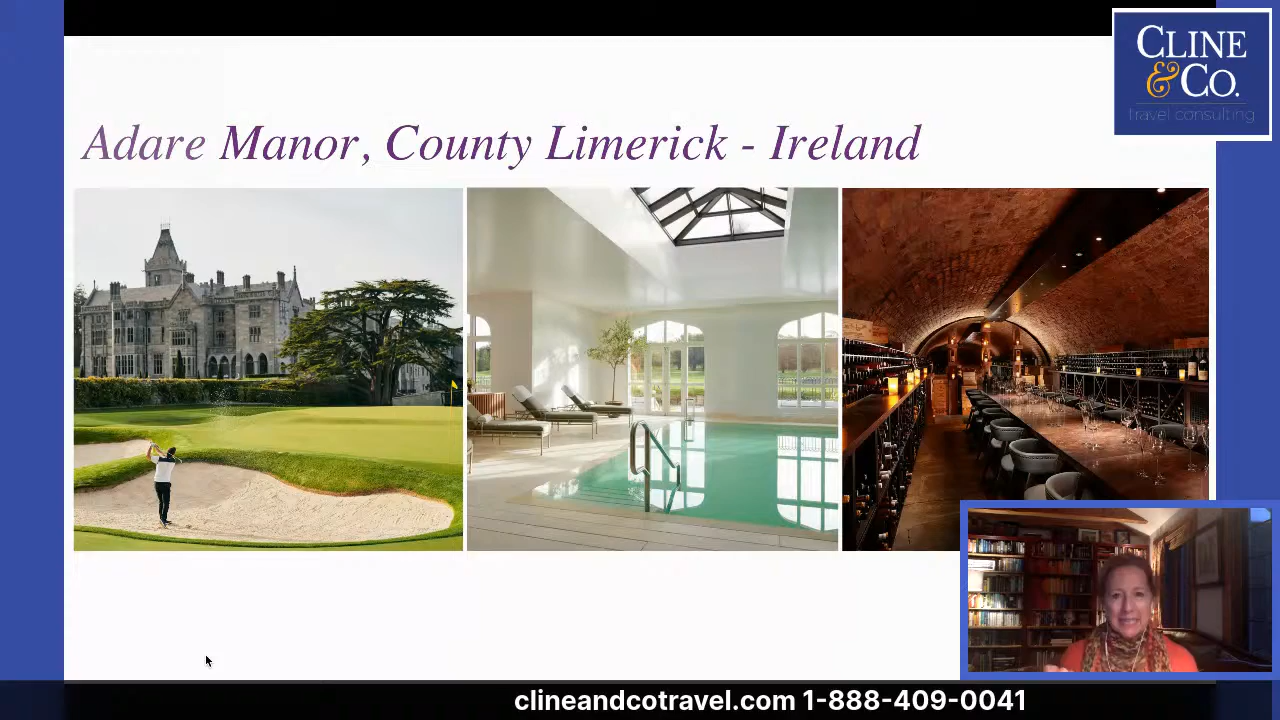 CLINE
& CO.
travel consulting
Adare Manor, County Limerick - Ireland
clineandcotravel.com 1-888-409-0041